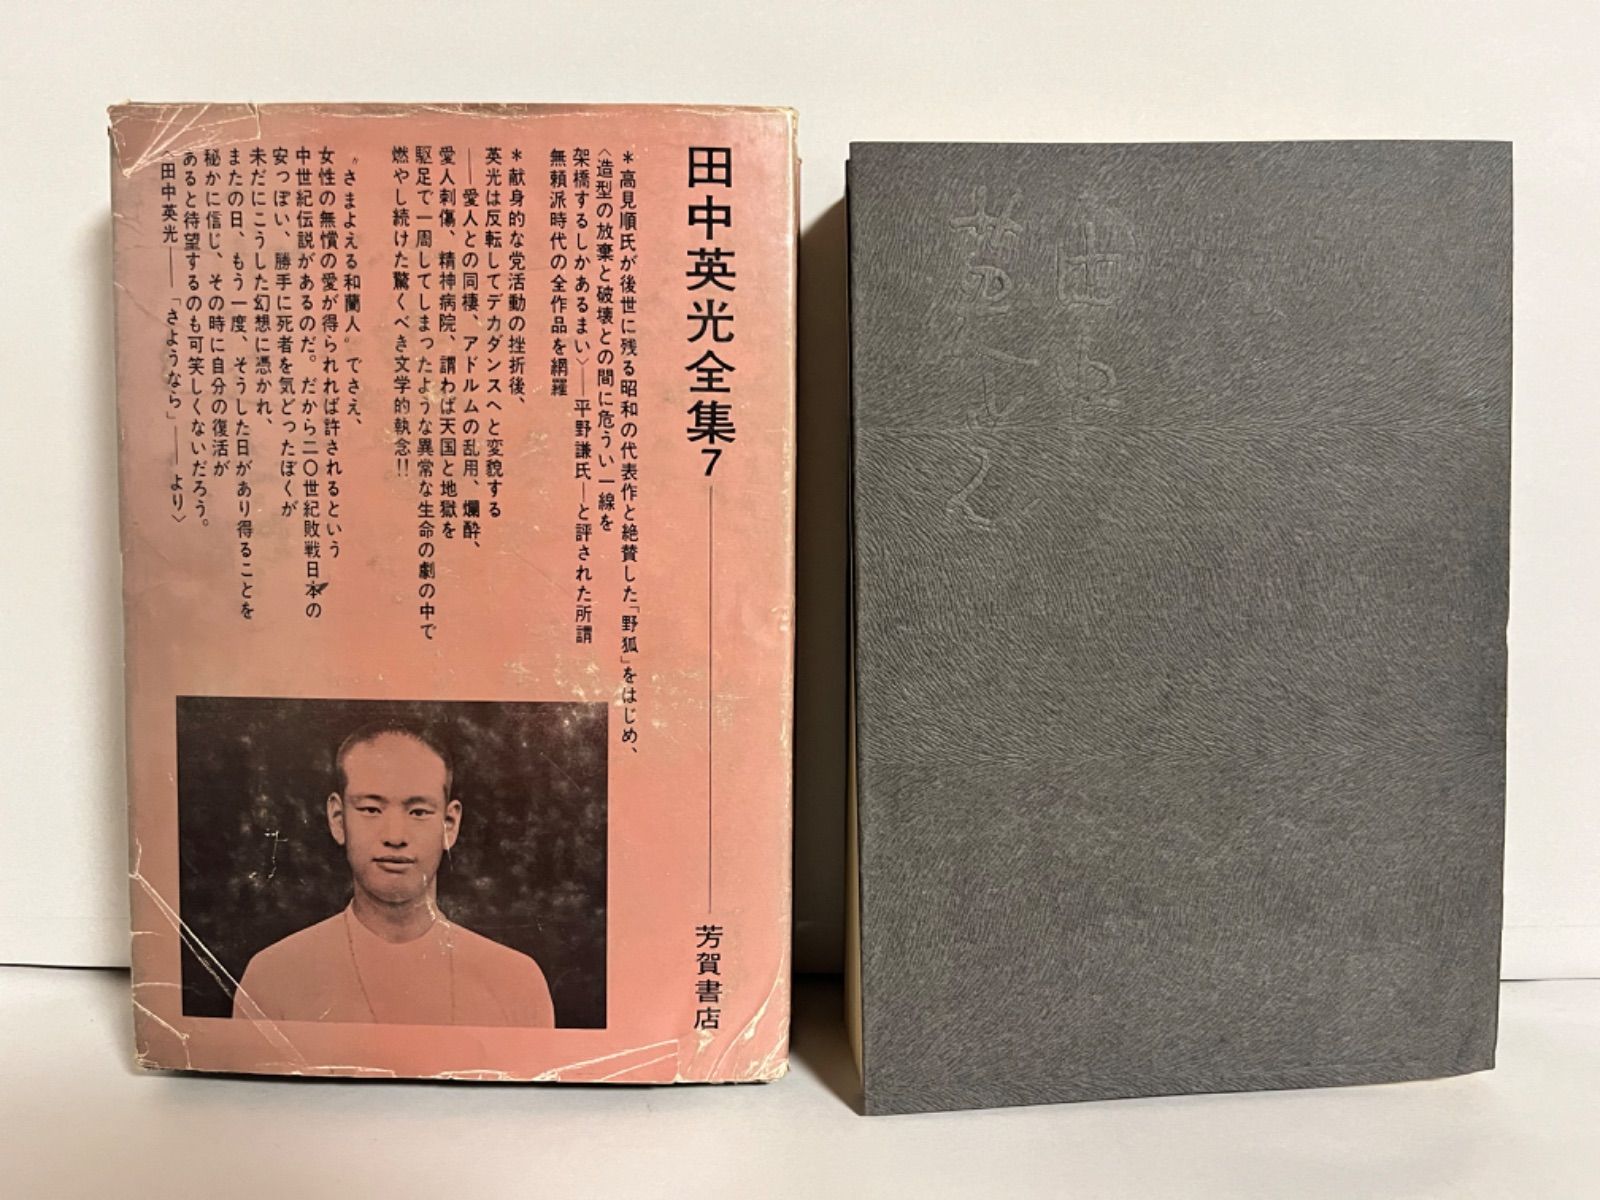 田中英光全集7
芳賀書店
＊高見順氏が後世に残る昭和の代表作と絶賛した「野狐」をはじめ、
〈造型の放棄と破壊との間に危うい一線を
架橋するしかあるまい〉―平野謙氏―と評された所謂
無頼派時代の全作品を網羅
＊献身的な党活動の挫折後、
英光は反転してデカダンスへと変貌する
――愛人との同棲、アドルムの乱用、爛酔、
愛人刺傷、精神病院、謂わば天国と地獄を
駆足で一周してしまったような異常な生命の劇の中で
燃やし続けた驚くべき文学的執念!!
〝さまよえる和蘭人〟でさえ、
女性の無償の愛が得られれば許されるという
中世紀伝説があるのだ。だから二〇世紀敗戦日本の
安っぽい、勝手に死者を気どったぼくが
未だにこうした幻想に憑かれ、
またの日、もう一度、そうした日があり得ることを
秘かに信じ、その時に自分の復活が
あると待望するのも可笑しくないだろう。
〈田中英光――「さようなら」――より〉
田中
英光